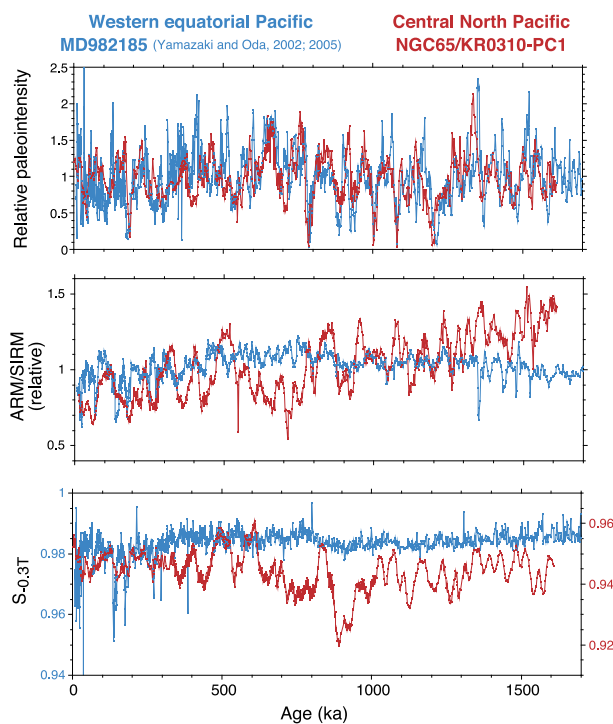 Western equatorial Pacific
MD982185 (Yamazaki and Oda, 2002; 2005)
Central North Pacific
NGC65/KR0310-PC1
Relative paleointensity
2.5
2
1.5
1.0
0.5
0
ARM/SIRM
(relative)
1.5
1
0.5
S-0.3T
1
0.98
0.96
0.94
0.96
0.94
0.92
0
500
1000
1500
Age (ka)